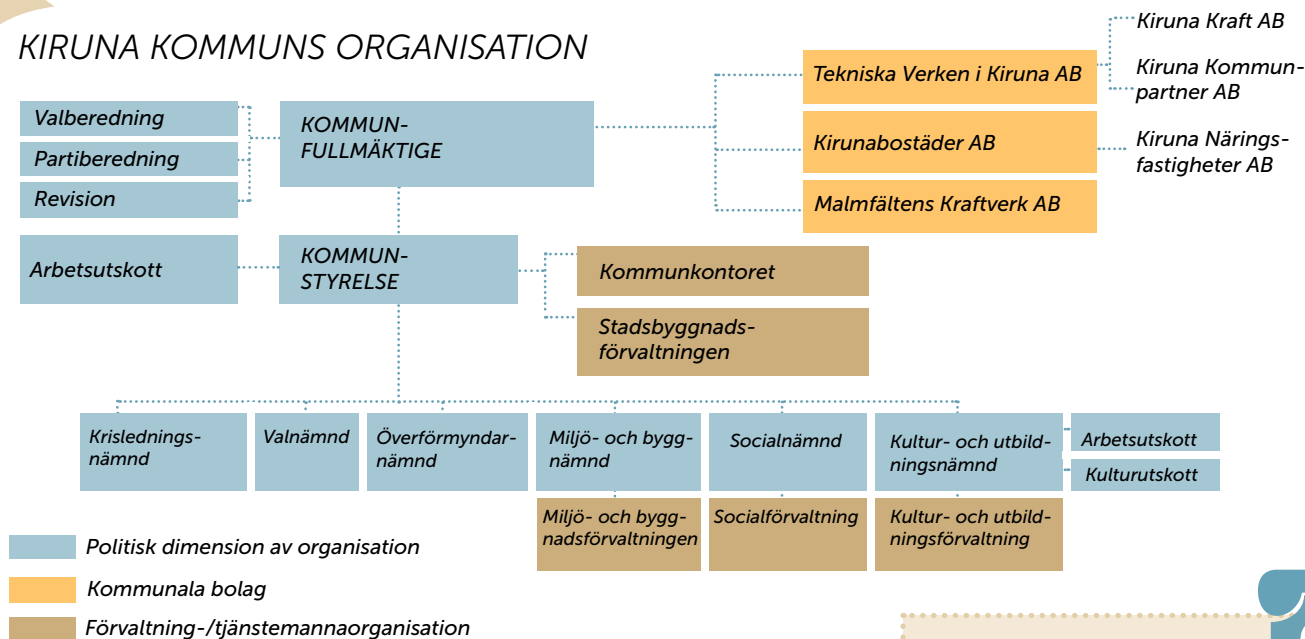 KIRUNA KOMMUNS ORGANISATION
Valberedning
Partiberedning
Revision
KOMMUN-
FULLMÄKTIGE
Tekniska Verken i Kiruna AB
Kirunabostäder AB
Malmfältens Kraftverk AB
Kiruna Kraft AB
Kiruna Kommun-
partner AB
Kiruna Närings-
fastigheter AB
Arbetsutskott
KOMMUN-
STYRELSE
Kommunkontoret
Stadsbyggnads-
förvaltningen
Krislednings-
nämnd
Valnämnd
Överförmyndar-
nämnd
Miljö- och bygg-
nämnd
Socialnämnd
Kultur- och utbild-
ningsnämnd
Arbetsutskott
Kulturutskott
Miljö- och bygg-
nadsförvaltningen
Socialförvaltning
Kultur- och utbild-
ningsförvaltning
Politisk dimension av organisation
Kommunala bolag
Förvaltning-/tjänstemannaorganisation